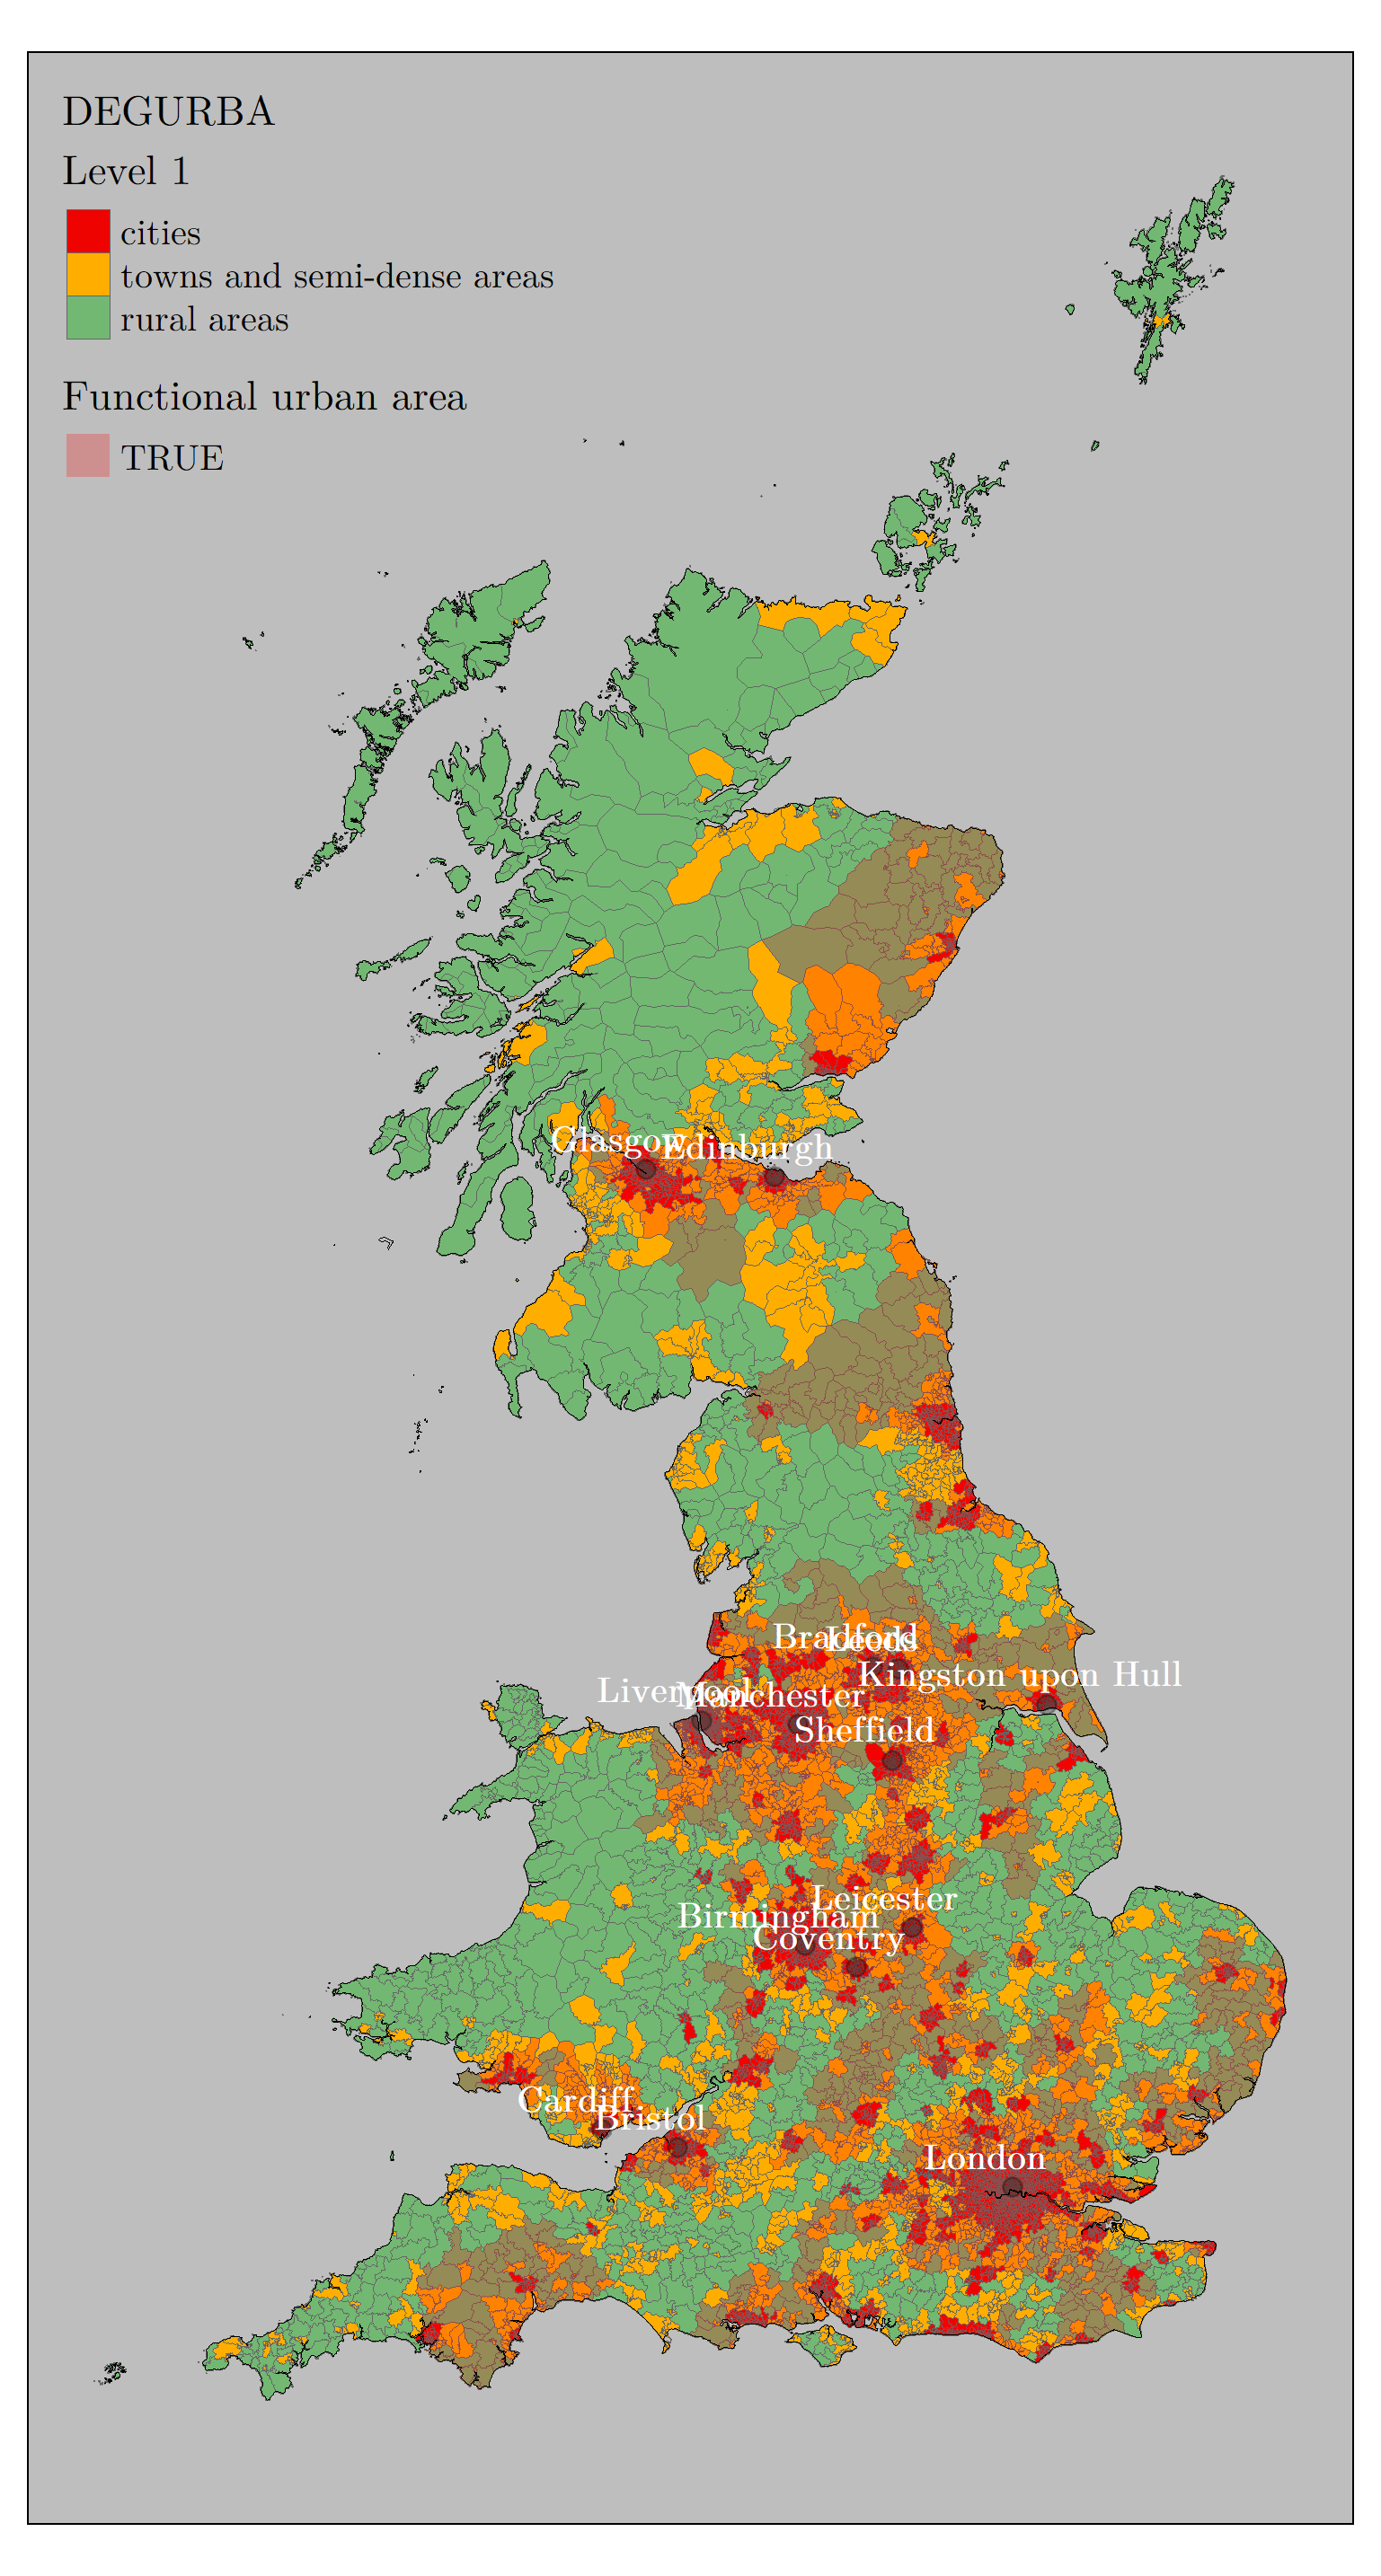 DEGURBA
Level 1
cities
towns and semi-dense areas
rural areas
Functional urban area
TRUE
Glasgow
Edinburgh
Bradford
Leeds
Kingston upon Hull
Liverpool
Manchester
Sheffield
Leicester
Birmingham
Coventry
Cardiff
Bristol
London